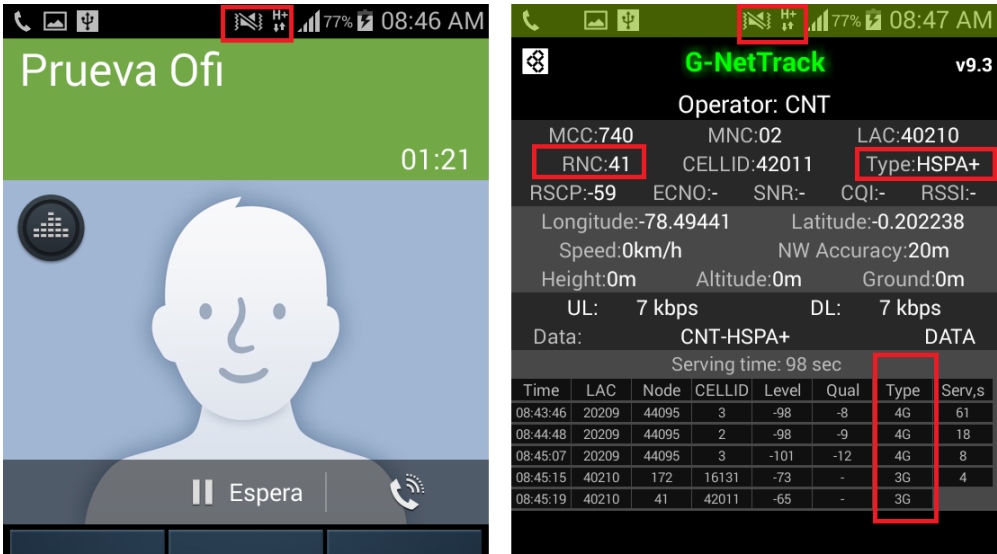 77% 08:46 AM
Prueva Ofi
01:21
Espera
H+ 77% 08:47 AM
G-NetTrack v9.3
Operator: CNT
MCC:740 MNC:02 LAC:40210
RNC:41 CELLID:42011 Type:HSPA+
RSCP:-59 ECNO:- SNR:- CQI:- RSSI:-
Longitude:-78.49441 Latitude:-0.202238
Speed:0km/h NW Accuracy:20m
Height:0m Altitude:0m Ground:0m
UL: 7 kbps DL: 7 kbps
Data: CNT-HSPA+ DATA
Serving time: 98 sec
Time LAC Node CELLID Level Qual Type Serv,s
08:43:46 20209 44095 3 -98 -8 4G 61
08:44:48 20209 44095 2 -98 -9 4G 18
08:45:07 20209 44095 3 -101 -12 4G 8
08:45:15 40210 172 16131 -73 - 3G 4
08:45:19 40210 41 42011 -65 - 3G